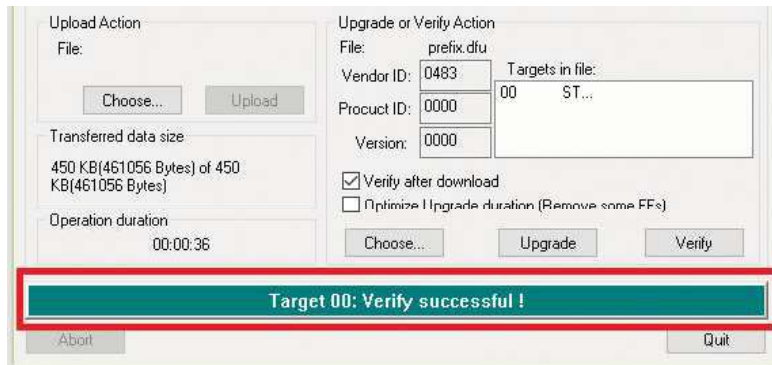 Upload Action
File:
Choose...
Upload
Transferred data size
450 KB(461056 Bytes) of 450
KB(461056 Bytes)
Operation duration
00:00:36
Upgrade or Verify Action
File: prefix.dfu
Vendor ID: 0483
Procuct ID: 0000
Version: 0000
Targets in file:
00 ST...
Verify after download
Optimize Upgrade duration (Remove some FFs)
Choose...
Upgrade
Verify
Target 00: Verify successful !
Abort
Quit